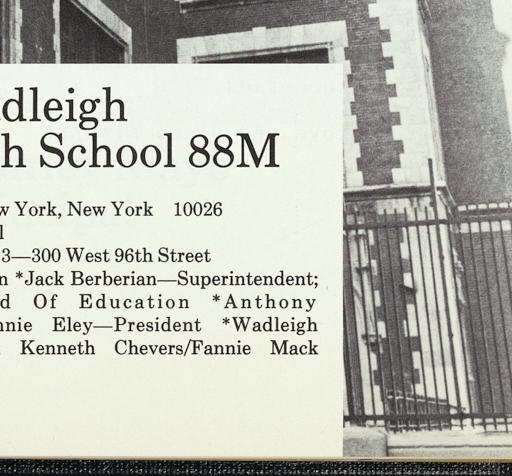 dleigh
h School 88M
w York, New York 10026
3—300 West 96th Street
n *Jack Berberian—Superintendent;
d Of Education *Anthony
nnie Eley—President *Wadleigh
Kenneth Chevers/Fannie Mack